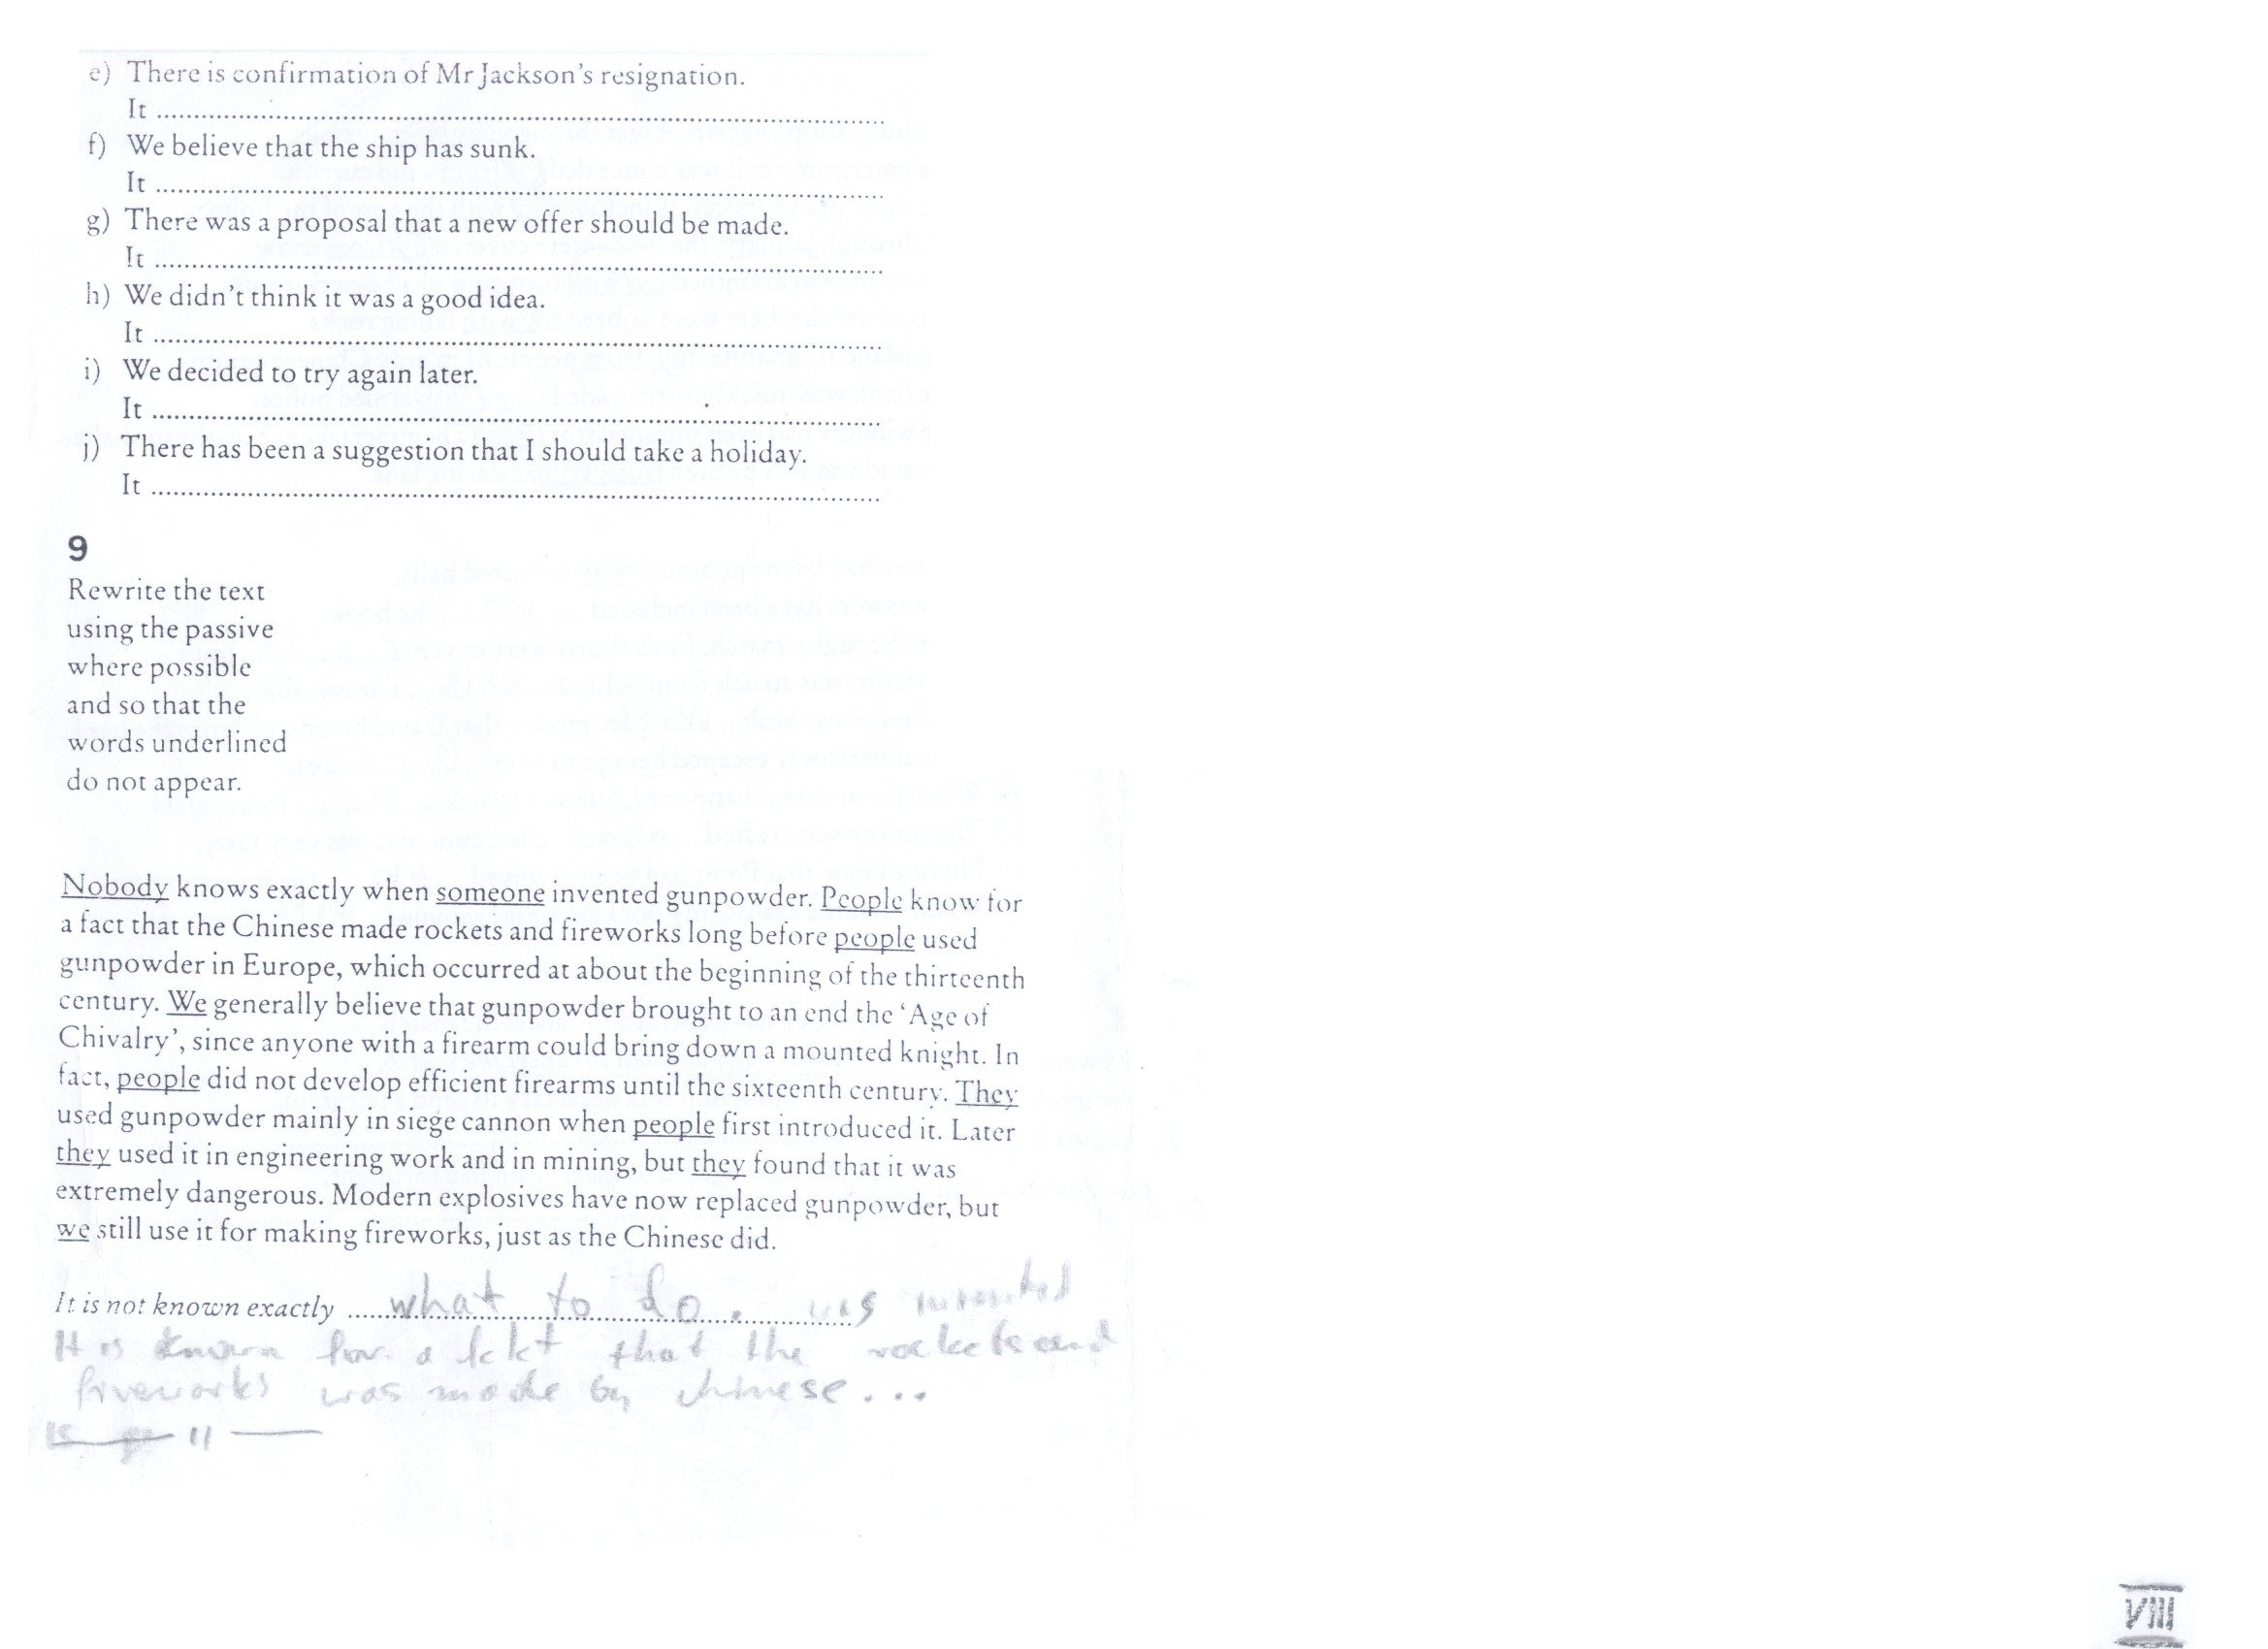 e) There is confirmation of Mr Jackson's resignation.
It ........................................................................
f) We believe that the ship has sunk.
It ........................................................................
g) There was a proposal that a new offer should be made.
It ........................................................................
h) We didn't think it was a good idea.
It ........................................................................
i) We decided to try again later.
It ........................................................................
j) There has been a suggestion that I should take a holiday.
It ........................................................................
9
Rewrite the text
using the passive
where possible
and so that the
words underlined
do not appear.
Nobody knows exactly when someone invented gunpowder. People know for
a fact that the Chinese made rockets and fireworks long before people used
gunpowder in Europe, which occurred at about the beginning of the thirteenth
century. We generally believe that gunpowder brought to an end the 'Age of
Chivalry', since anyone with a firearm could bring down a mounted knight. In
fact, people did not develop efficient firearms until the sixteenth century. They
used gunpowder mainly in siege cannon when people first introduced it. Later
they used it in engineering work and in mining, but they found that it was
extremely dangerous. Modern explosives have now replaced gunpowder, but
we still use it for making fireworks, just as the Chinese did.
It is not known exactly ..... what to do.
It is known for a that the rockets and
fireworks was made by chinese...
VIII